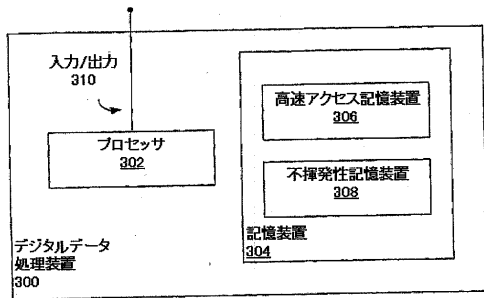 入力/出力
310
プロセッサ
302
高速アクセス記憶装置
306
不揮発性記憶装置
308
記憶装置
304
デジタルデータ
処理装置
300